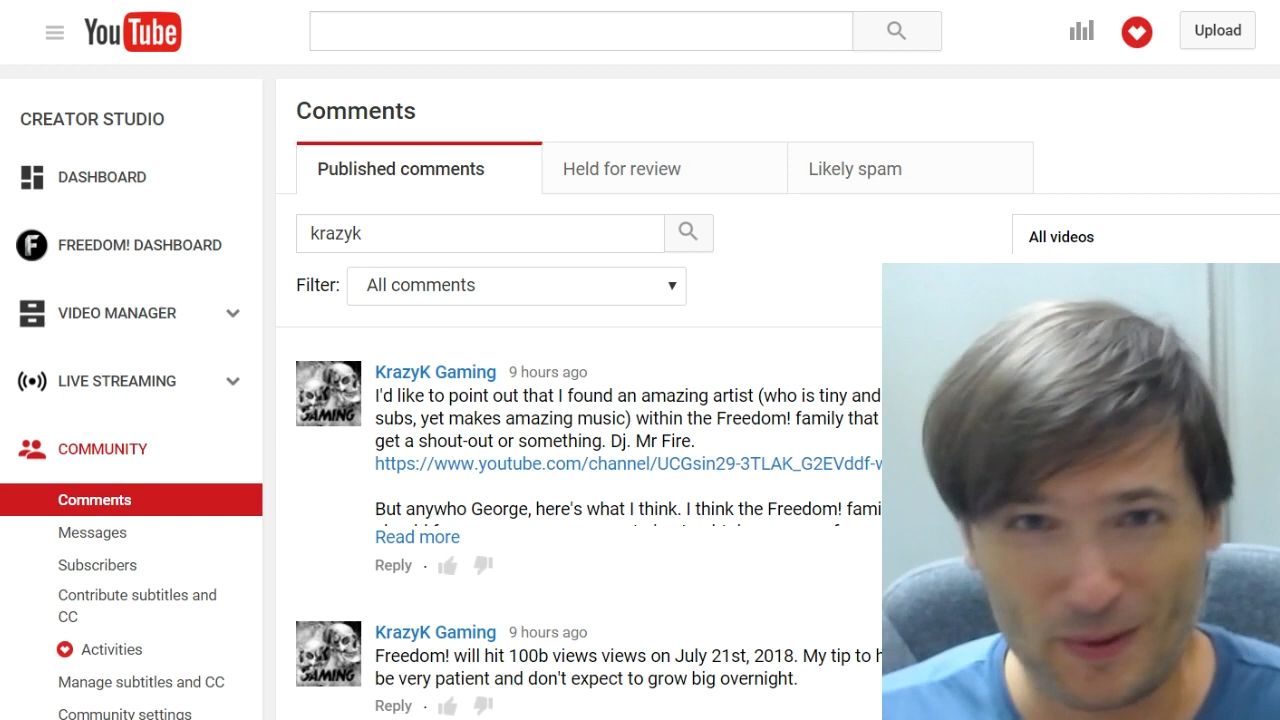 YouTube
Upload
CREATOR STUDIO
DASHBOARD
F FREEDOM! DASHBOARD
VIDEO MANAGER
LIVE STREAMING
COMMUNITY
Comments
Messages
Subscribers
Contribute subtitles and
CC
Activities
Manage subtitles and CC
Community settings
Comments
Published comments
Held for review
Likely spam
krazyk
All videos
Filter: All comments
GAMING
KrazyK Gaming 9 hours ago
I'd like to point out that I found an amazing artist (who is tiny and
subs, yet makes amazing music) within the Freedom! family that
get a shout-out or something. Dj. Mr Fire.
https://www.youtube.com/channel/UCGsin29-3TLAK_G2EVddf-
But anywho George, here's what I think. I think the Freedom! fami
Read more
Reply
GAMING
KrazyK Gaming 9 hours ago
Freedom! will hit 100b views views on July 21st, 2018. My tip to h
be very patient and don't expect to grow big overnight.
Reply